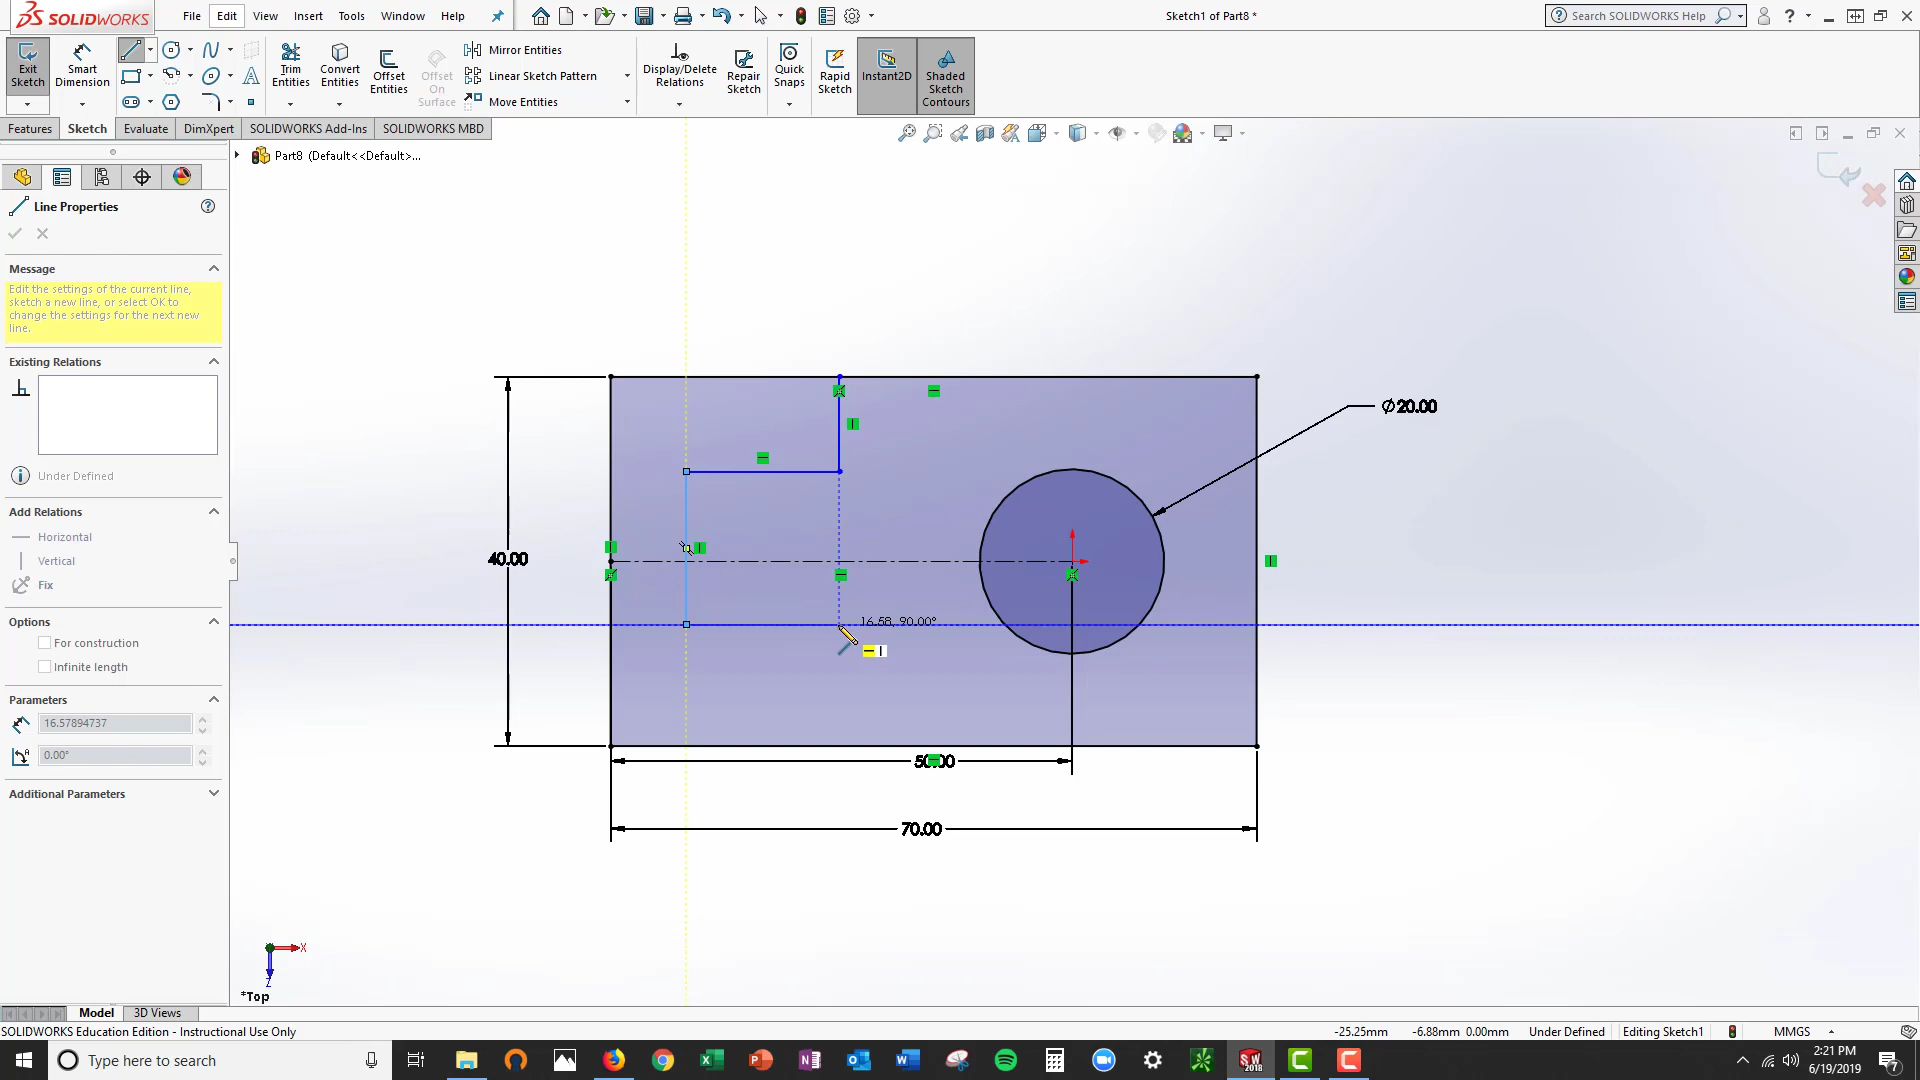 SOLIDWORKS
File
Edit
View
Insert
Tools
Window
Help
Sketch1 of Part8 *
Search SOLIDWORKS Help
Exit
Sketch
Smart
Dimension
Trim
Entities
Convert
Entities
Offset
Entities
Offset
On
Surface
Mirror Entities
Linear Sketch Pattern
Move Entities
Display/Delete
Relations
Repair
Sketch
Quick
Snaps
Rapid
Sketch
Instant2D
Shaded
Sketch
Contours
Features
Sketch
Evaluate
DimXpert
SOLIDWORKS Add-Ins
SOLIDWORKS MBD
Part8 (Default<<Default>...
Line Properties
Message
Edit the settings of the current line,
sketch a new line, or select OK to
change the settings for the next new
line.
Existing Relations
Under Defined
Add Relations
Horizontal
Vertical
Fix
Options
For construction
Infinite length
Parameters
16.57894737
0.00°
Additional Parameters
Ø20.00
40.00
16.58, 90.00°
50.00
70.00
X
Z
*Top
Model
3D Views
SOLIDWORKS Education Edition - Instructional Use Only
-25.25mm
-6.88mm
0.00mm
Under Defined
Editing Sketch1
MMGS
Type here to search
SW
2018
2:21 PM
6/19/2019
7